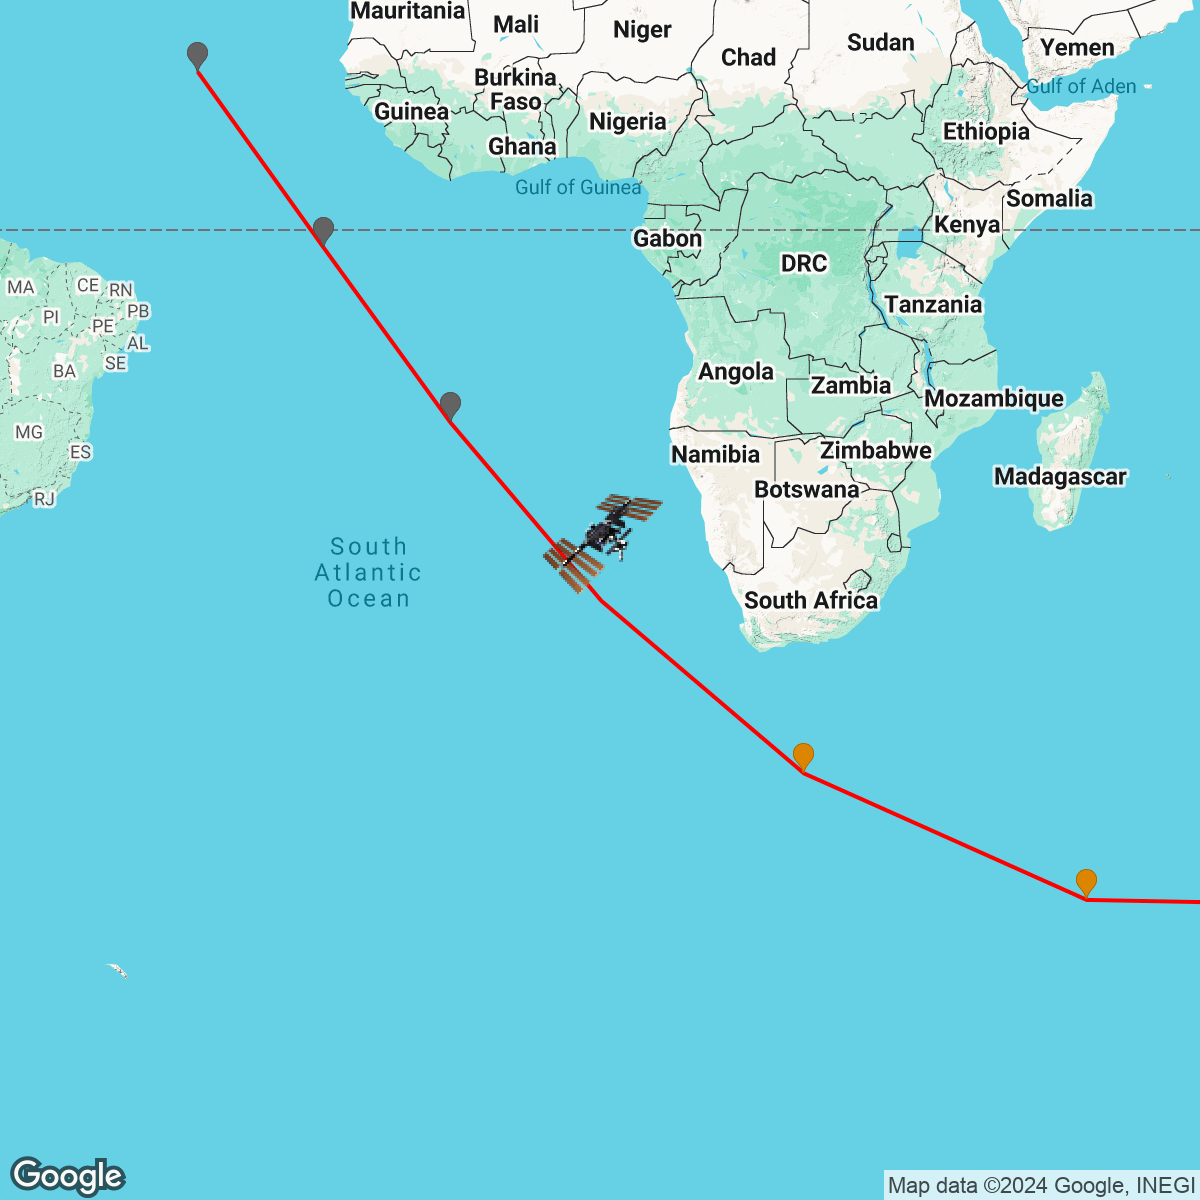 Mauritania
Mali
Niger
Chad
Sudan
Yemen
Burkina
Faso
Gulf of Aden
Guinea
Nigeria
Ethiopia
Ghana
Gulf of Guinea
Somalia
Kenya
Gabon
DRC
MA
CE
RN
PI
PB
PE
Tanzania
AL
SE
BA
Angola
Zambia
Mozambique
MG
ES
Namibia
Zimbabwe
Botswana
Madagascar
RJ
South
Atlantic
Ocean
South Africa
Google
Map data ©2024 Google, INEGI